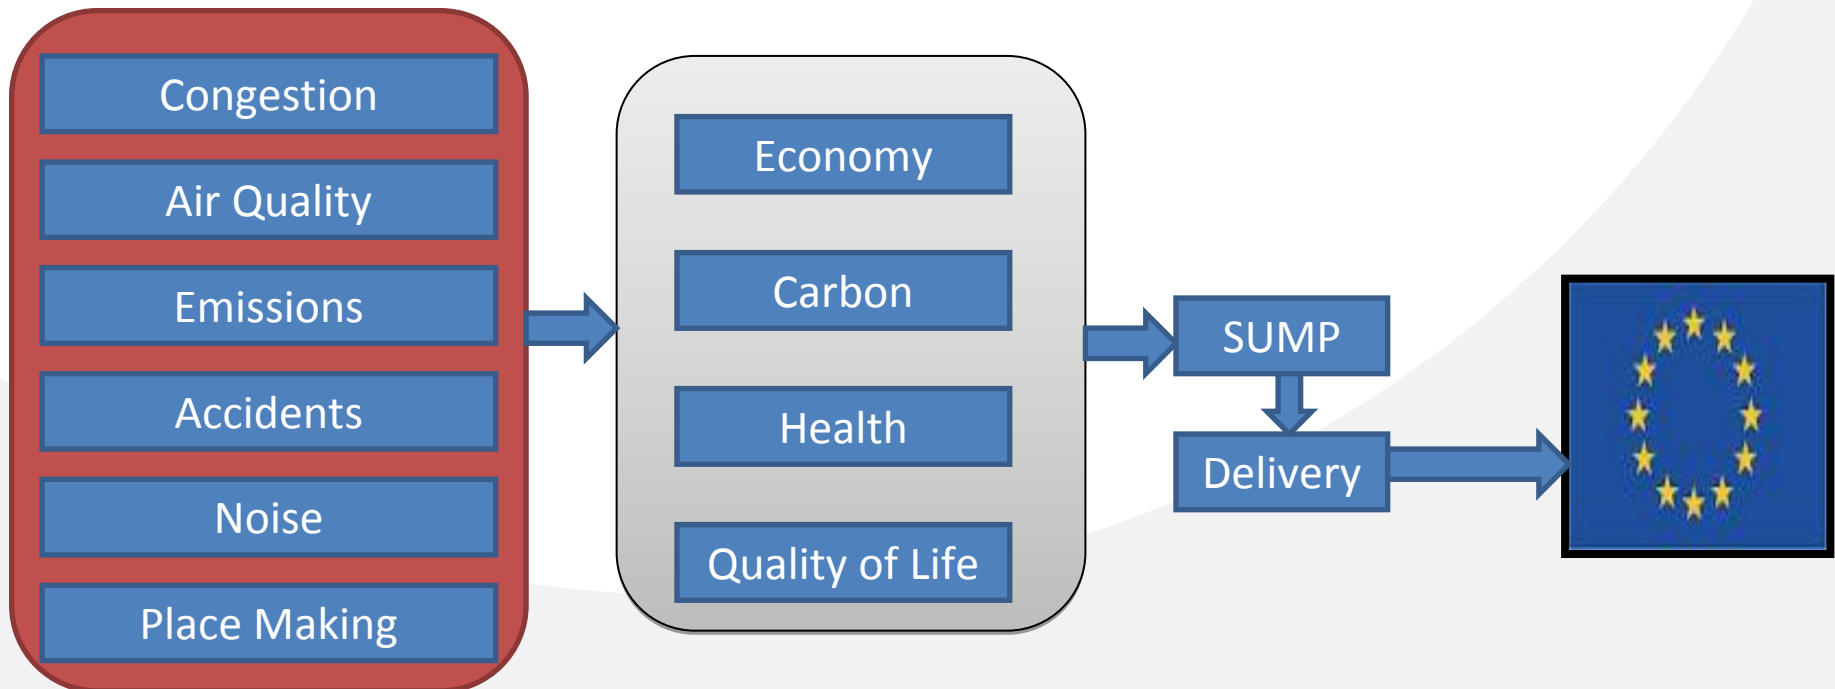 Congestion
Air Quality
Emissions
Accidents
Noise
Place Making
Economy
Carbon
Health
Quality of Life
SUMP
Delivery